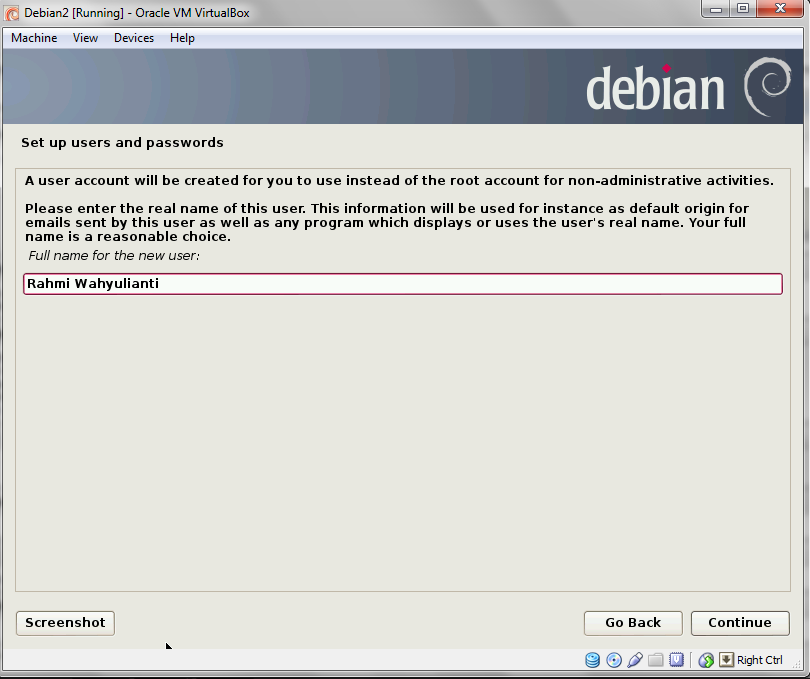 Debian2 [Running] - Oracle VM VirtualBox
Machine View Devices Help
debian
Set up users and passwords
A user account will be created for you to use instead of the root account for non-administrative activities.
Please enter the real name of this user. This information will be used for instance as default origin for
emails sent by this user as well as any program which displays or uses the user's real name. Your full
name is a reasonable choice.
Full name for the new user:
Rahmi Wahyulianti
Screenshot Go Back Continue
Right Ctrl